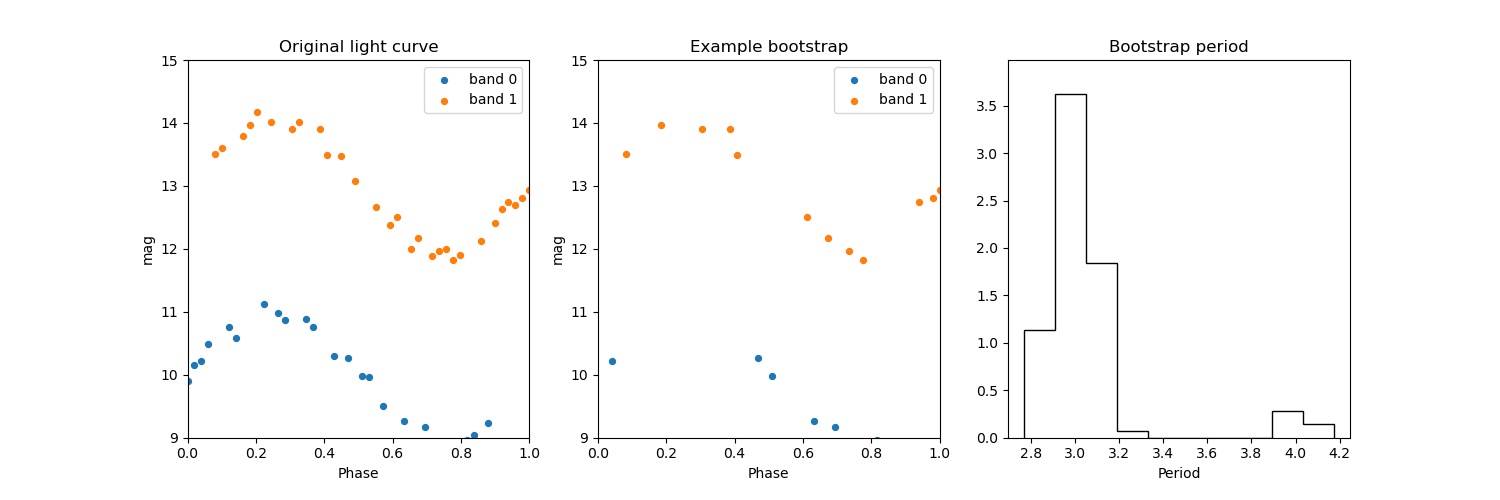 Original light curve
15
14
13
12
11
10
9
mag
band 0
band 1
0.0 0.2 0.4 0.6 0.8 1.0
Phase
Example bootstrap
15
14
13
12
11
10
9
mag
band 0
band 1
0.0 0.2 0.4 0.6 0.8 1.0
Phase
Bootstrap period
3.5
3.0
2.5
2.0
1.5
1.0
0.5
0.0
2.8 3.0 3.2 3.4 3.6 3.8 4.0 4.2
Period